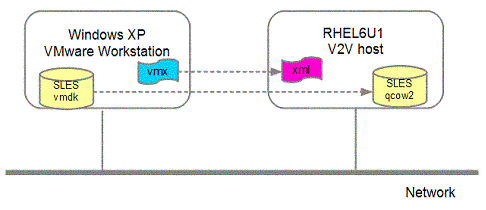 Windows XP
VMware Workstation
vmx
SLES
vmdk
RHEL6U1
V2V host
xml
SLES
qcow2
Network